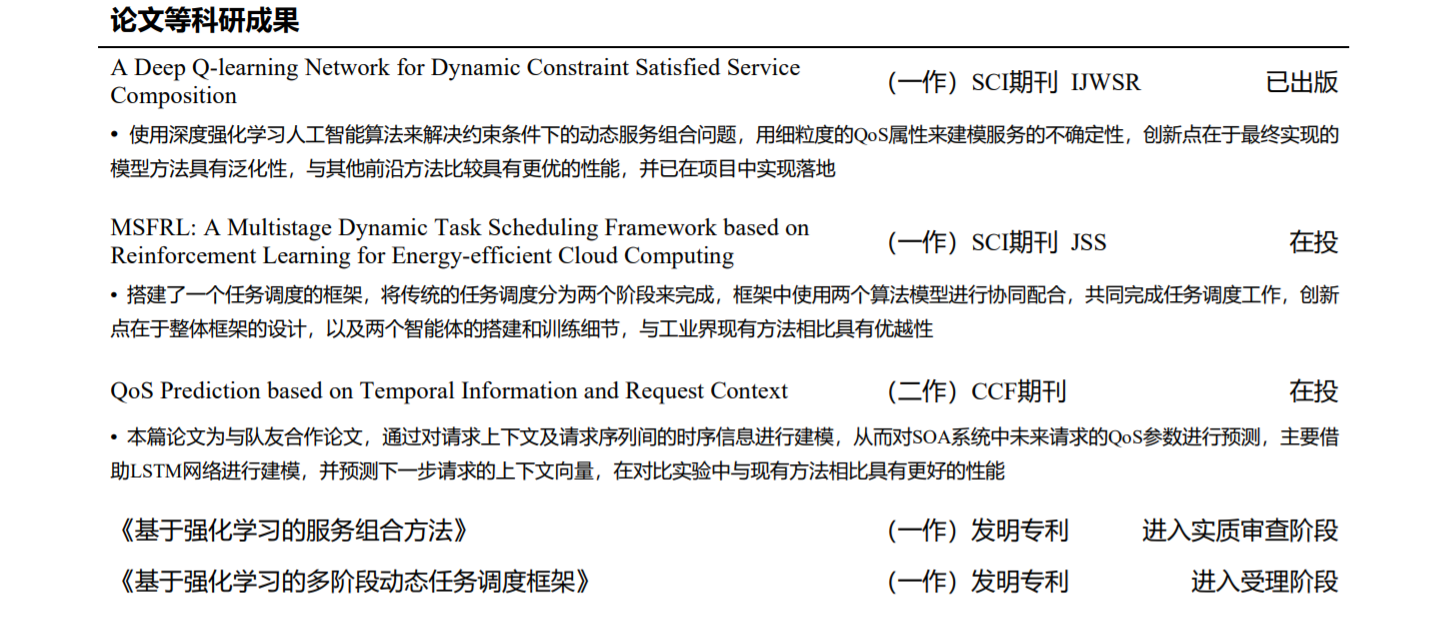 论文等科研成果
A Deep Q-learning Network for Dynamic Constraint Satisfied Service
Composition
（一作）SCI期刊 IJWSR
已出版
• 使用深度强化学习人工智能算法来解决约束条件下的动态服务组合问题，用细粒度的QoS属性来建模服务的不确定性，创新点在于最终实现的
模型方法具有泛化性，与其他前沿方法比较具有更优的性能，并已在项目中实现落地
MSFRL: A Multistage Dynamic Task Scheduling Framework based on
Reinforcement Learning for Energy-efficient Cloud Computing
（一作）SCI期刊 JSS
在投
• 搭建了一个任务调度的框架，将传统的任务调度分为两个阶段来完成，框架中使用两个算法模型进行协同配合，共同完成任务调度工作，创新
点在于整体框架的设计，以及两个智能体的搭建和训练细节，与工业界现有方法相比具有优越性
QoS Prediction based on Temporal Information and Request Context
（二作）CCF期刊
在投
• 本篇论文为与队友合作论文，通过对请求上下文及请求序列间的时序信息进行建模，从而对SOA系统中未来请求的QoS参数进行预测，主要借
助LSTM网络进行建模，并预测下一步请求的上下文向量，在对比实验中与现有方法相比具有更好的性能
《基于强化学习的服务组合方法》
（一作）发明专利
进入实质审查阶段
《基于强化学习的多阶段动态任务调度框架》
（一作）发明专利
进入受理阶段